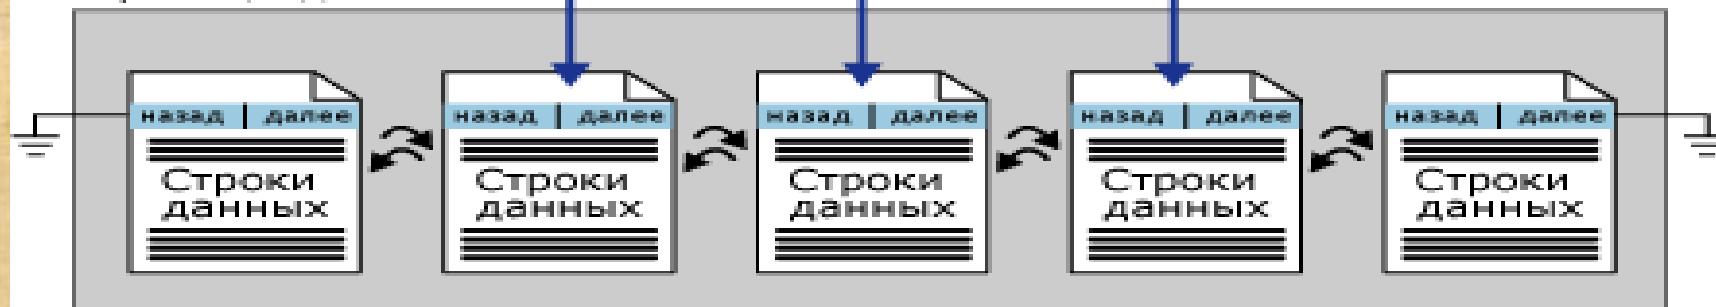 назад далее
Строки
данных
назад далее
Строки
данных
назад далее
Строки
данных
назад далее
Строки
данных
назад далее
Строки
данных